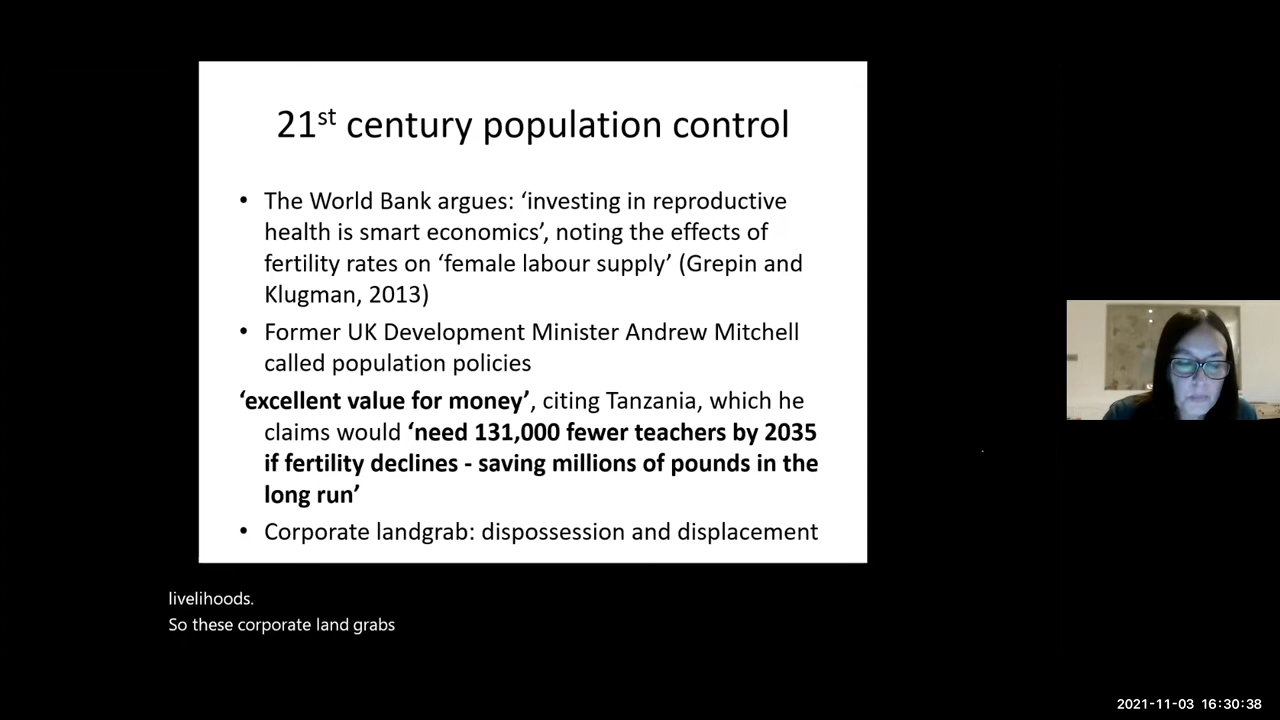 21st century population control
• The World Bank argues: ‘investing in reproductive
health is smart economics’, noting the effects of
fertility rates on ‘female labour supply’ (Grepin and
Klugman, 2013)
• Former UK Development Minister Andrew Mitchell
called population policies
‘excellent value for money’, citing Tanzania, which he
claims would ‘need 131,000 fewer teachers by 2035
if fertility declines - saving millions of pounds in the
long run’
• Corporate landgrab: dispossession and displacement
livelihoods.
So these corporate land grabs
2021-11-03 16:30:38